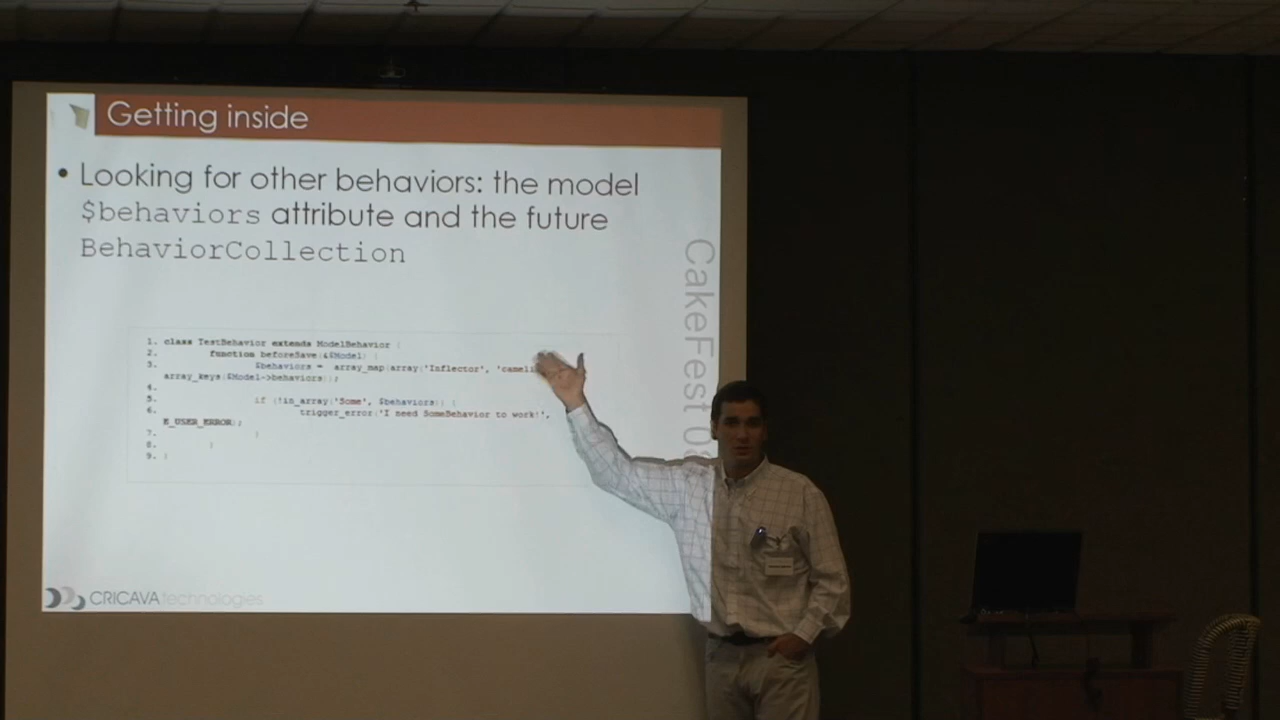 Getting inside
• Looking for other behaviors: the model
$behaviors attribute and the future
BehaviorCollection
1. class TestBehavior extends ModelBehavior {
2. function beforeSave(&$Model) {
3. $behaviors = array_map(array('Inflector', 
array_keys($Model->behaviors));
4.
5. if (!in_array('Some', $behaviors)) {
6. trigger_error('I need SomeBehavior to work!',
E_USER_ERROR);
7. }
8. }
9. }
CakeFest
CRICAVA technologies